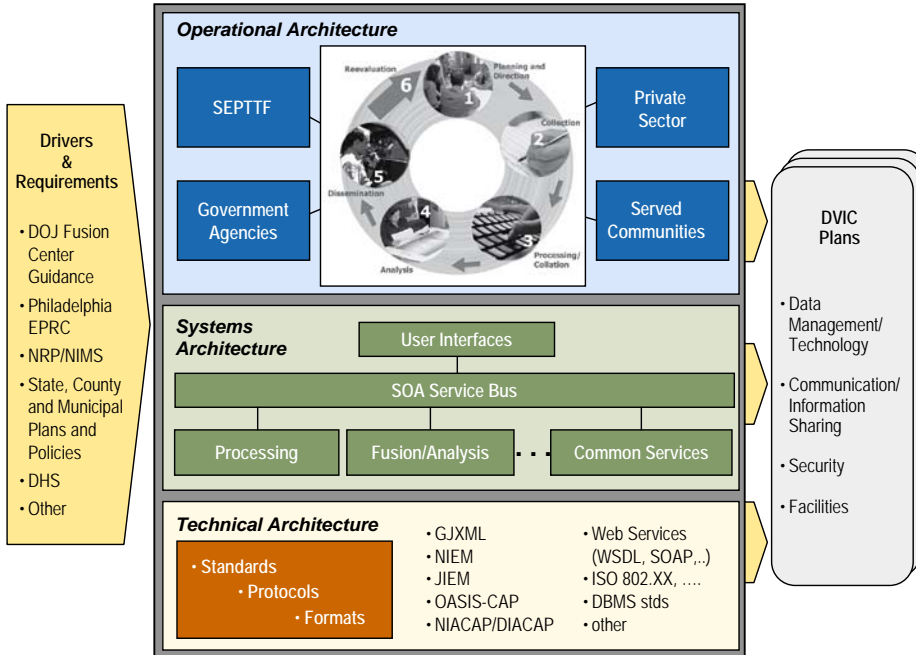 Drivers
&
Requirements
• DOJ Fusion
Center
Guidance
• Philadelphia
EPRC
• NRP/NIMS
• State, County
and Municipal
Plans and
Policies
• DHS
• Other
Operational Architecture
SEPTTF
Government
Agencies
Private
Sector
Served
Communities
Reevaluation
6
Planning and
Direction
1
Collection
2
Processing/
Collation
3
Analysis
4
Dissemination
5
Systems
Architecture
User Interfaces
SOA Service Bus
Processing
Fusion/Analysis
. . .
Common Services
Technical Architecture
• Standards
• Protocols
• Formats
• GJXML
• NIEM
• JIEM
• OASIS-CAP
• NIACAP/DIACAP
• Web Services
(WSDL, SOAP,..)
• ISO 802.XX, ....
• DBMS stds
• other
DVIC
Plans
• Data
Management/
Technology
• Communication/
Information
Sharing
• Security
• Facilities